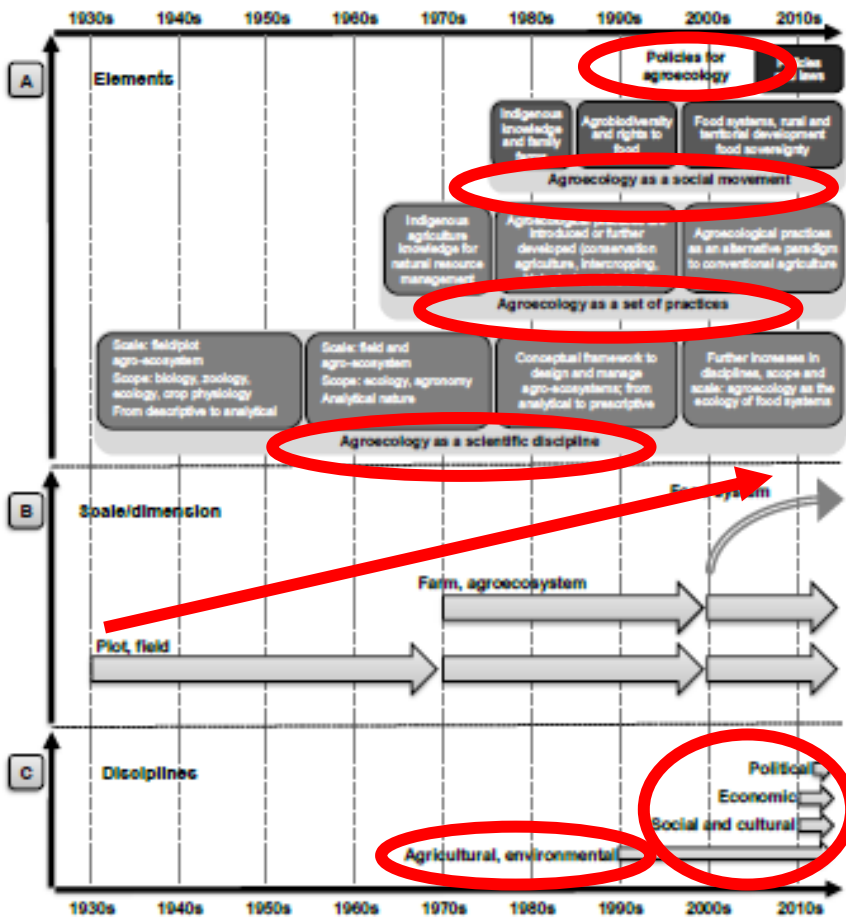 1930s 1940s 1950s 1960s 1970s 1980s 1990s 2000s 2010s
A
Elements
Policies for
agroecology
laws
Indigenous
knowledge
and family
Agrobiodiversity
and rights to
food
Food systems, rural and
territorial development
food sovereignty
Agroecology as a social movement
Indigenous
agriculture
knowledge for
natural resource
management
introduced or further
developed (conservation
agriculture, intercropping,
Agroecological practices
as an alternative paradigm
to conventional agriculture
Agroecology as a set of practices
Scale: field/plot
agro-ecosystem
Scope: biology, zoology,
ecology, crop physiology
From descriptive to analytical
Scale: field and
agro-ecosystem
Scope: ecology, agronomy
Analytical nature
Conceptual framework to
design and manage
agro-ecosystems; from
analytical to prescriptive
Further increases in
disciplines, scope and
scale: agroecology as the
ecology of food systems
Agroecology as a scientific discipline
B
Scale/dimension
Farm, agroecosystem
Plot, field
C
Disciplines
Political
Economic
Social and cultural
Agricultural, environmental
1930s 1940s 1950s 1960s 1970s 1980s 1990s 2000s 2010s